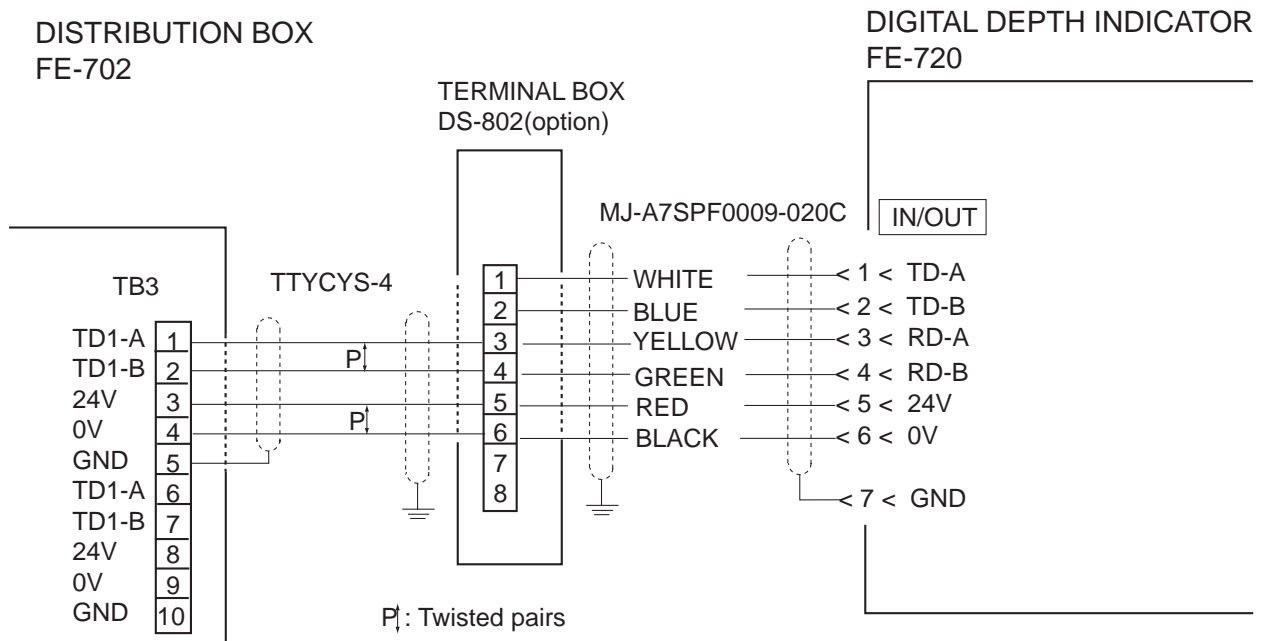 DISTRIBUTION BOX
FE-702
TERMINAL BOX
DS-802(option)
DIGITAL DEPTH INDICATOR
FE-720
MJ-A7SPF0009-020C
IN/OUT
TB3
TTYCYS-4
TD1-A 1
TD1-B 2
24V 3
0V 4
GND 5
TD1-A 6
TD1-B 7
24V 8
0V 9
GND 10
P
P
1
2
3
4
5
6
7
8
WHITE
BLUE
YELLOW
GREEN
RED
BLACK
< 1 < TD-A
< 2 < TD-B
< 3 < RD-A
< 4 < RD-B
< 5 < 24V
< 6 < 0V
< 7 < GND
P : Twisted pairs